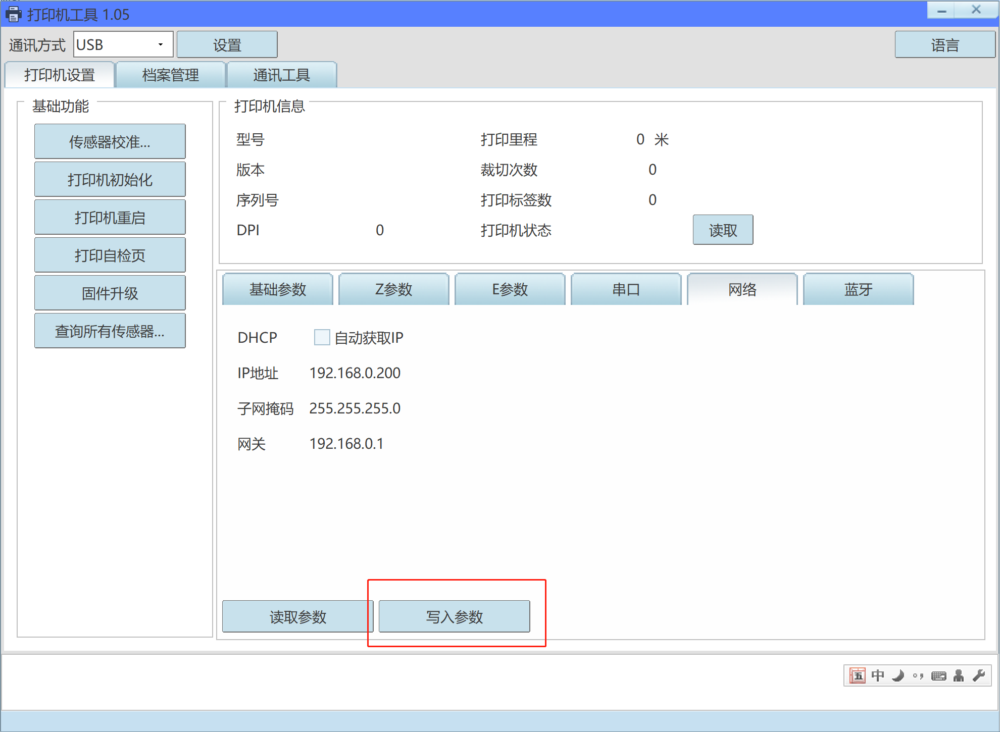 打印机工具 1.05
通讯方式 USB 设置 语言
打印机设置 档案管理 通讯工具
基础功能
传感器校准...
打印机初始化
打印机重启
打印自检页
固件升级
查询所有传感器...
打印机信息
型号 打印里程 0 米
版本 裁切次数 0
序列号 打印标签数 0
DPI 0 打印机状态 读取
基础参数 Z参数 E参数 串口 网络 蓝牙
DHCP 自动获取IP
IP地址 192.168.0.200
子网掩码 255.255.255.0
网关 192.168.0.1
读取参数 写入参数
五 中